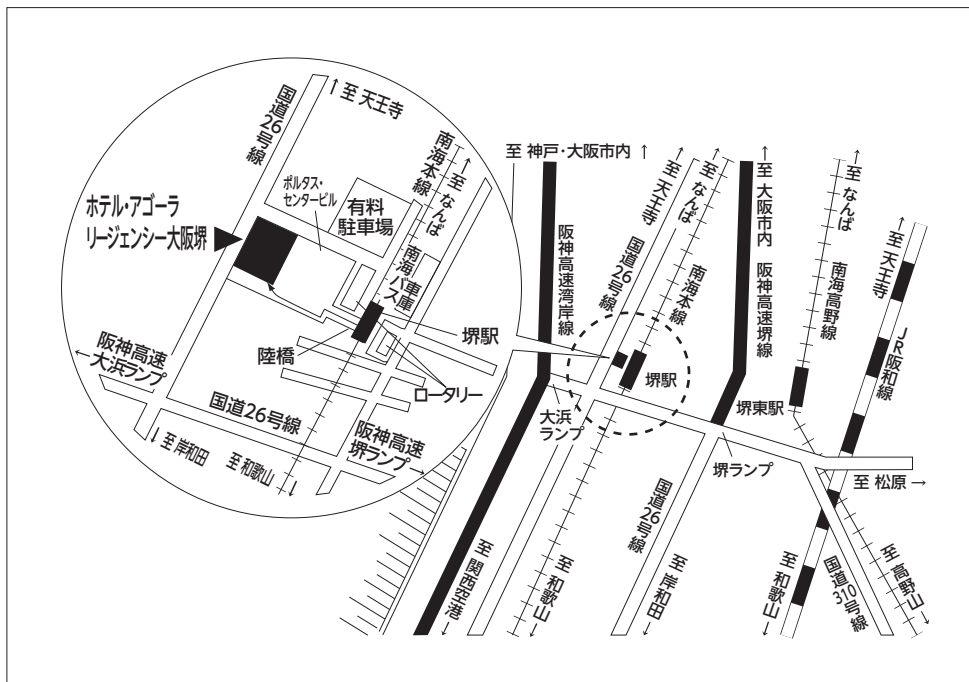 国道26号線
↑至 天王寺
南海本線
↑至 なんば
ポルタス・
センタービル
有料
駐車場
ホテル・アゴーラ
リージェンシー大阪堺
南海バス
車庫
堺駅
陸橋
ロータリー
阪神高速
←大浜ランプ
国道26号線
阪神高速
堺ランプ→
↓至 岸和田
至 和歌山↓
至 神戸・大阪市内 ↑
阪神高速湾岸線
↑至 天王寺
国道26号線
↑至 なんば
南海本線
↑至 大阪市内
阪神高速堺線
↑至 なんば
南海高野線
↑至 天王寺
JR阪和線
堺駅
大浜
ランプ
堺東駅
堺ランプ
至 松原→
国道26号線
至 関西空港↓
至 和歌山↓
至 岸和田↓
至 和歌山↓
国道310号線
至 高野山↓